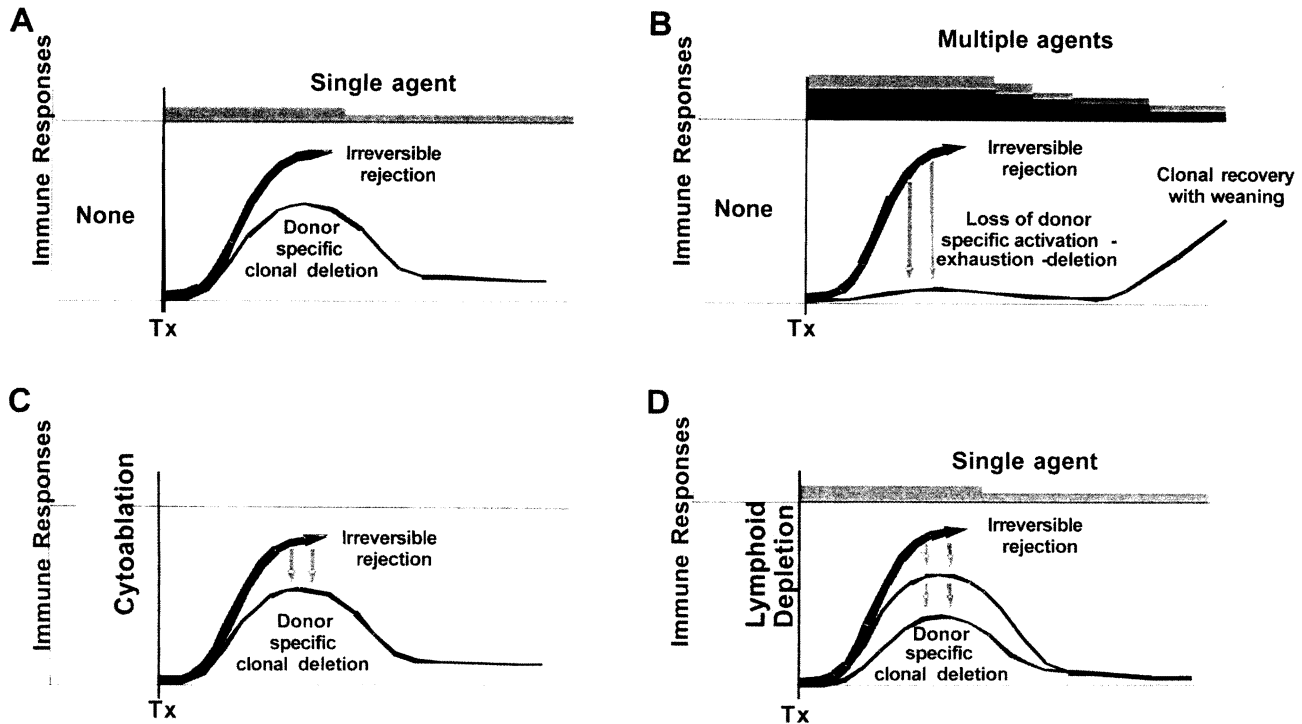 A
Single agent
Immune Responses
None
Irreversible
rejection
Donor
specific
clonal deletion
Tx
B
Multiple agents
Immune Responses
None
Irreversible
rejection
Clonal recovery
with weaning
Loss of donor
specific activation -
exhaustion -deletion
Tx
C
Immune Responses
Cytoablation
Irreversible
rejection
Donor
specific
clonal deletion
Tx
D
Single agent
Immune Responses
Lymphoid
Depletion
Irreversible
rejection
Donor
specific
clonal deletion
Tx